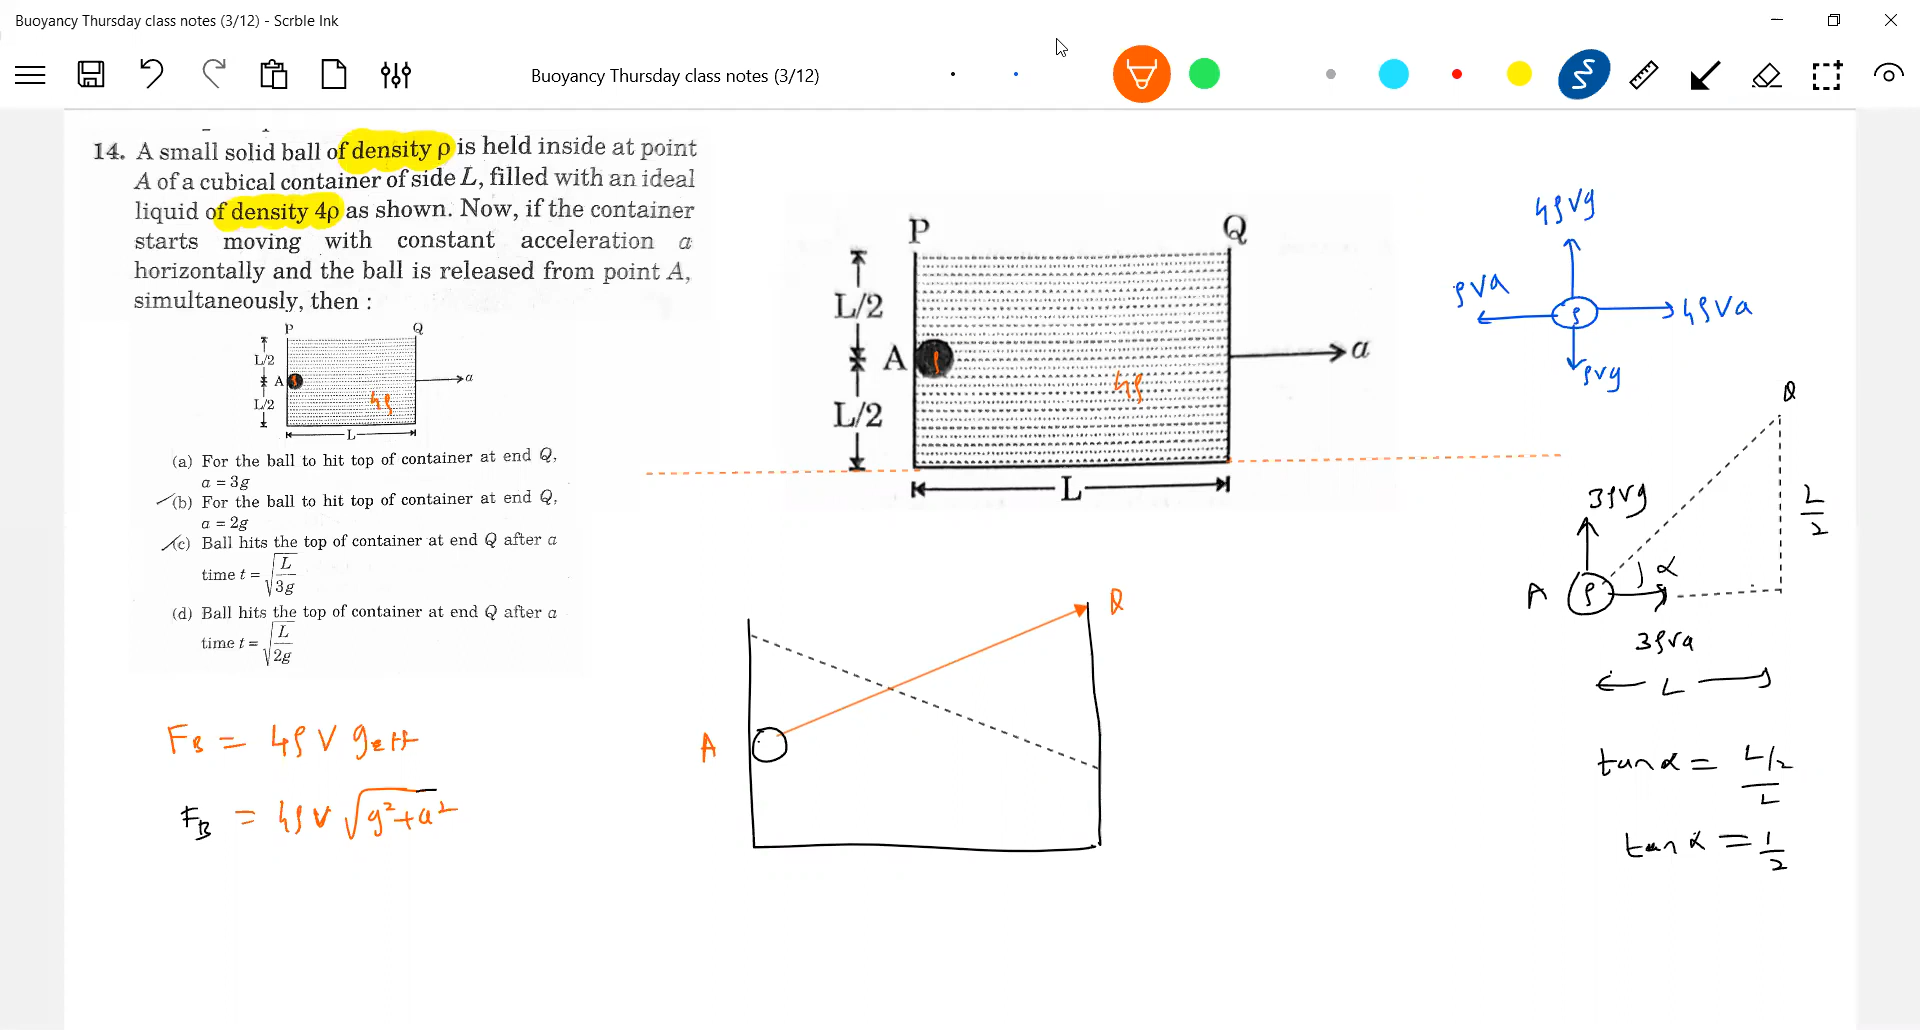 Buoyancy Thursday class notes (3/12) - Scrble Ink
Buoyancy Thursday class notes (3/12)
14. A small solid ball of density ρ is held inside at point
A of a cubical container of side L, filled with an ideal
liquid of density 4ρ as shown. Now, if the container
starts moving with constant acceleration a
horizontally and the ball is released from point A,
simultaneously, then :
P Q
L/2
A ρ a
L/2 4ρ
L
(a) For the ball to hit top of container at end Q,
a = 3g
(b) For the ball to hit top of container at end Q,
a = 2g
(c) Ball hits the top of container at end Q after a
time t = √(L/3g)
(d) Ball hits the top of container at end Q after a
time t = √(L/2g)
F_B = 4ρV g_eff
F_B = 4ρV √(g²+a²)
P Q
L/2
A ρ a
4ρ
L/2
L
A Q
4ρVg
ρVa ρ 4ρVa
ρVg
Q
3ρVg L/2
A ρ α
3ρVa
L
tan α = (L/2)/L
tan α = 1/2